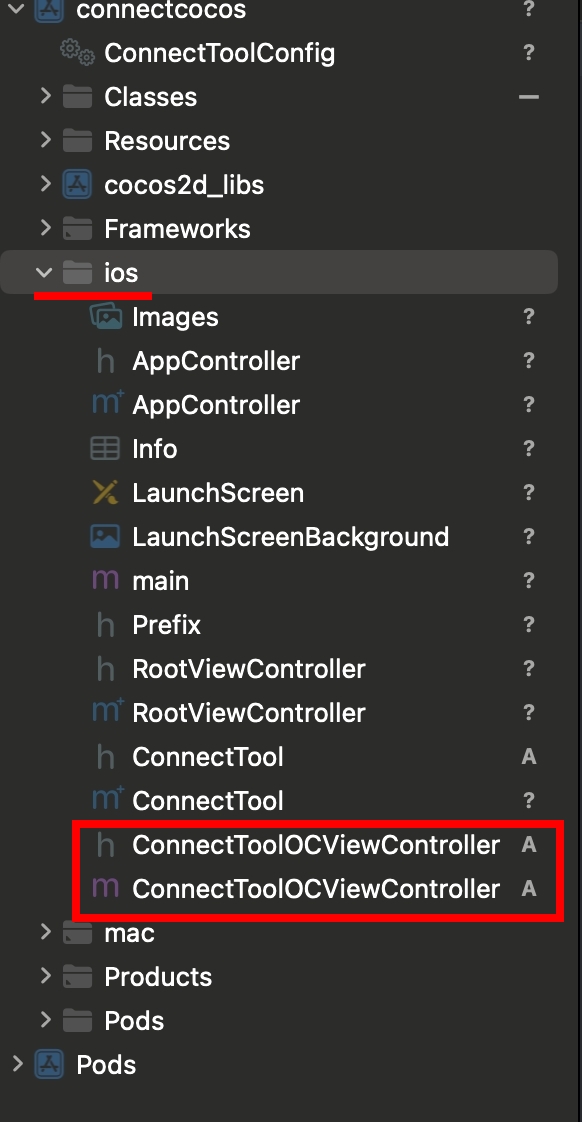 connectcocos ?
ConnectToolConfig ?
Classes
Resources
cocos2d_libs
Frameworks
ios
Images ?
h AppController ?
m+ AppController ?
Info ?
LaunchScreen ?
LaunchScreenBackground ?
m main ?
h Prefix ?
h RootViewController ?
m+ RootViewController ?
h ConnectTool A
m+ ConnectTool ?
h ConnectToolOCViewController A
m ConnectToolOCViewController A
mac
Products
Pods
Pods